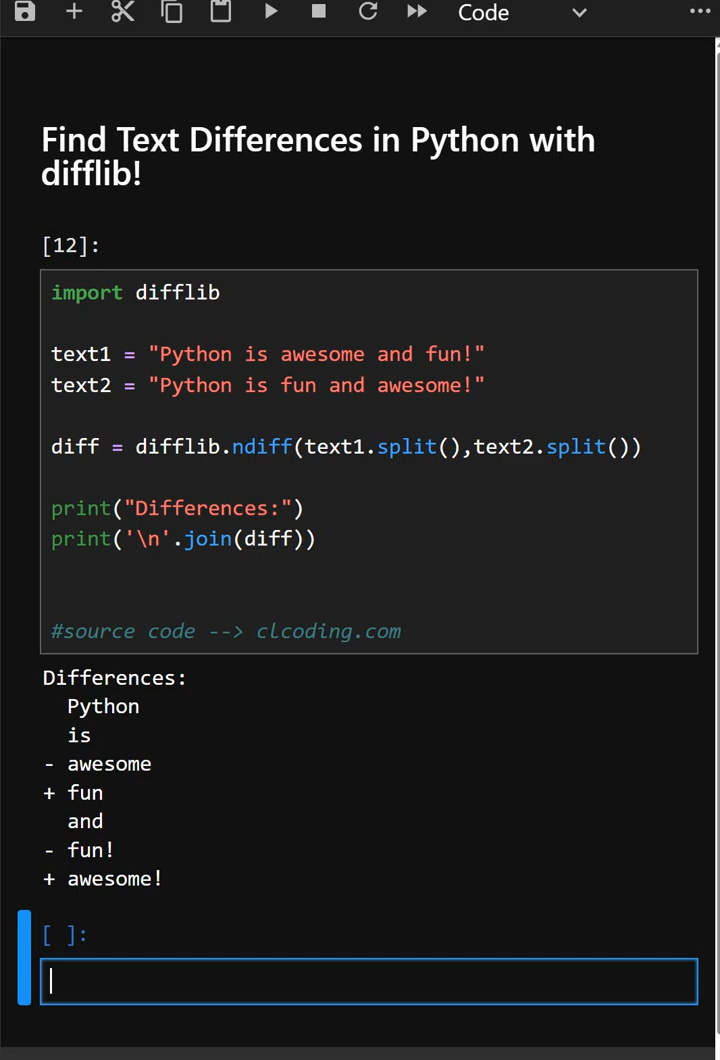 Code
Find Text Differences in Python with
difflib!
[12]:
import difflib
text1 = "Python is awesome and fun!"
text2 = "Python is fun and awesome!"
diff = difflib.ndiff(text1.split(),text2.split())
print("Differences:")
print('\n'.join(diff))
#source code --> clcoding.com
Differences:
  Python
  is
- awesome
+ fun
  and
- fun!
+ awesome!
[ ]: